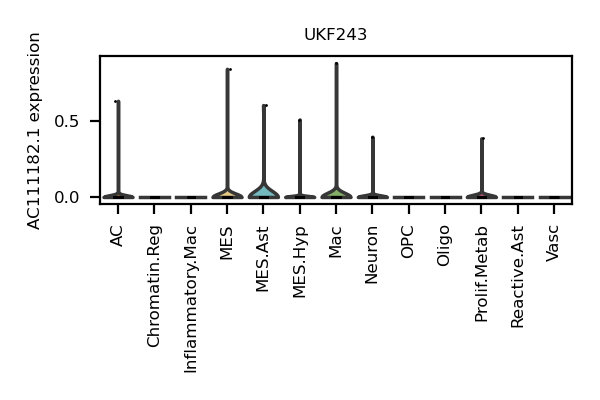 UKF243
AC111182.1 expression
0.5
0.0
AC
Chromatin.Reg
Inflammatory.Mac
MES
MES.Ast
MES.Hyp
Mac
Neuron
OPC
Oligo
Prolif.Metab
Reactive.Ast
Vasc